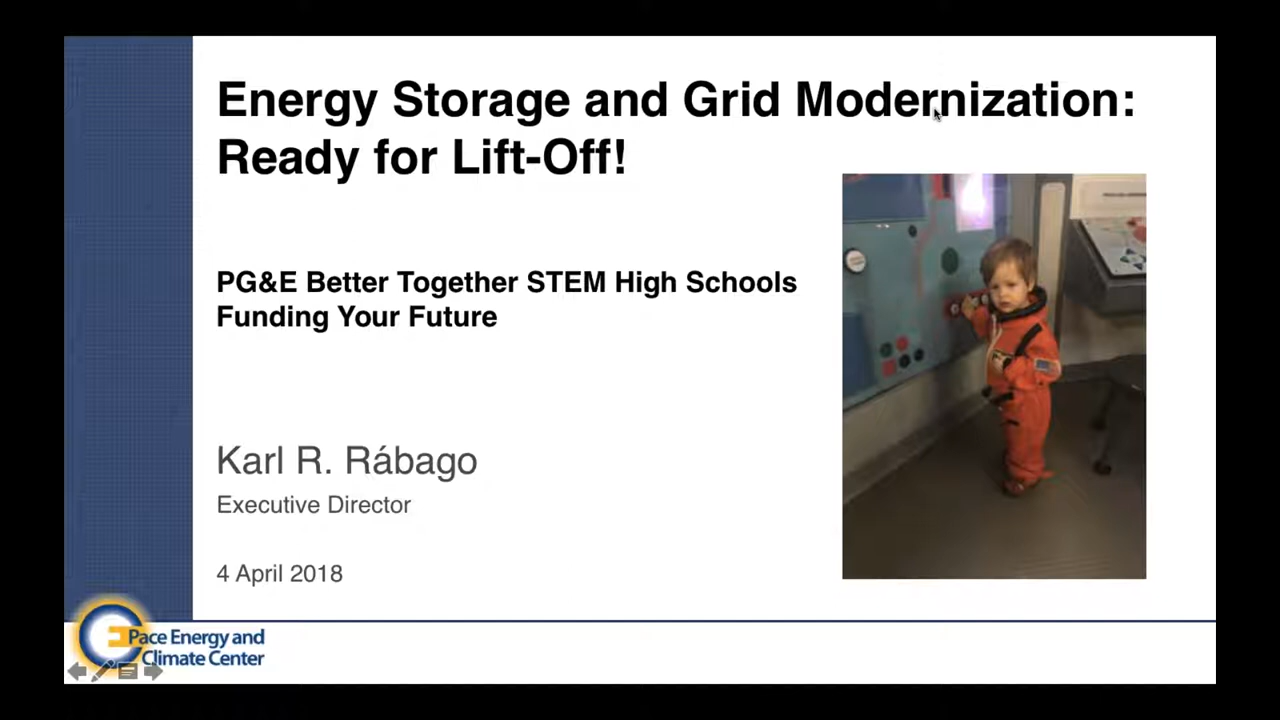 Energy Storage and Grid Modernization:
Ready for Lift-Off!
PG&E Better Together STEM High Schools
Funding Your Future
Karl R. Rábago
Executive Director
4 April 2018
Pace Energy and
Climate Center